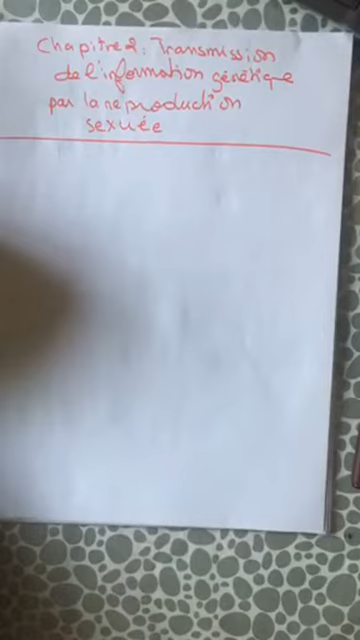 Chapitre 2: Transmission
de l'information génétique
par la reproduction
sexuée